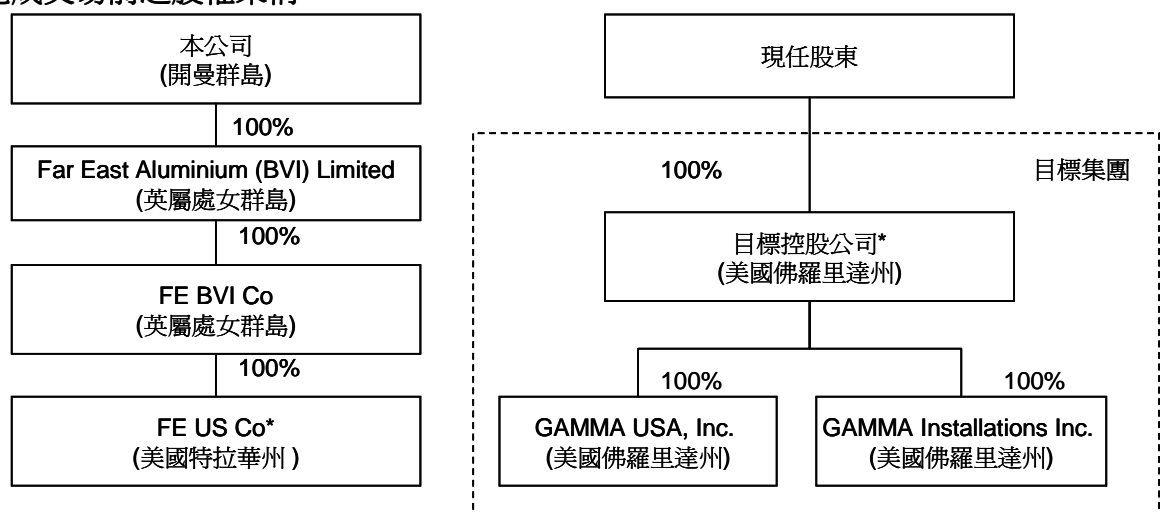 本公司
(開曼群島)
100%
Far East Aluminium (BVI) Limited
(英屬處女群島)
100%
FE BVI Co
(英屬處女群島)
100%
FE US Co*
(美國特拉華州 )
現任股東
100%
目標集團
目標控股公司*
(美國佛羅里達州)
100%
100%
GAMMA USA, Inc.
(美國佛羅里達州)
GAMMA Installations Inc.
(美國佛羅里達州)